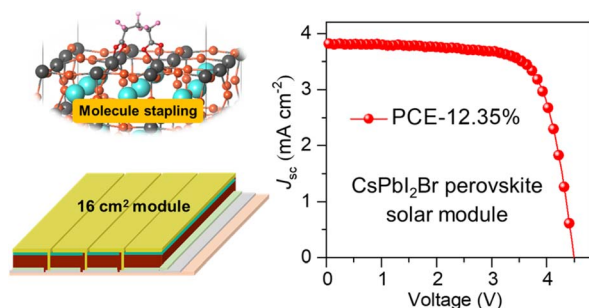 Molecule stapling
16 cm² module
4
3
2
1
0
J_sc (mA cm⁻²)
PCE-12.35%
CsPbI₂Br perovskite
solar module
0 1 2 3 4
Voltage (V)